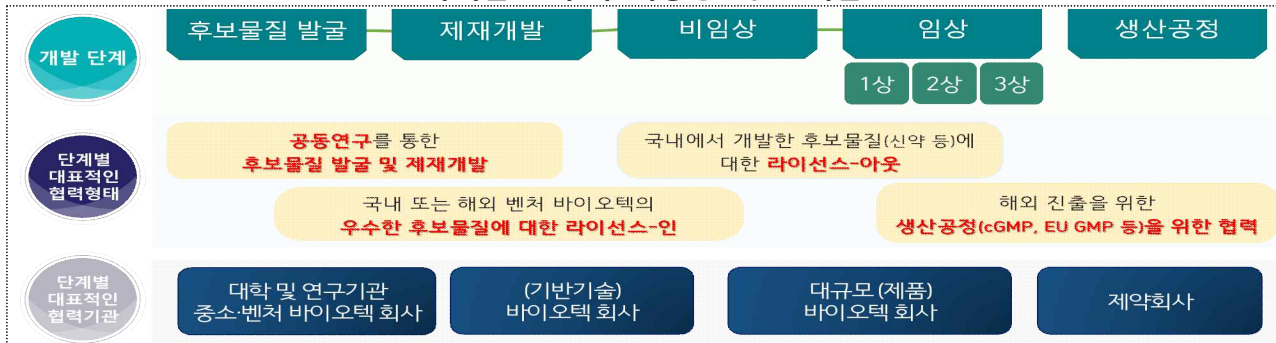 개발 단계
후보물질 발굴
제재개발
비임상
임상
생산공정
1상
2상
3상
단계별
대표적인
협력형태
공동연구를 통한
후보물질 발굴 및 제재개발
국내에서 개발한 후보물질(신약 등)에
대한 라이선스-아웃
국내 또는 해외 벤처 바이오텍의
우수한 후보물질에 대한 라이선스-인
해외 진출을 위한
생산공정(cGMP, EU GMP 등)을 위한 협력
단계별
대표적인
협력기관
대학 및 연구기관
중소·벤처 바이오텍 회사
(기반기술)
바이오텍 회사
대규모 (제품)
바이오텍 회사
제약회사